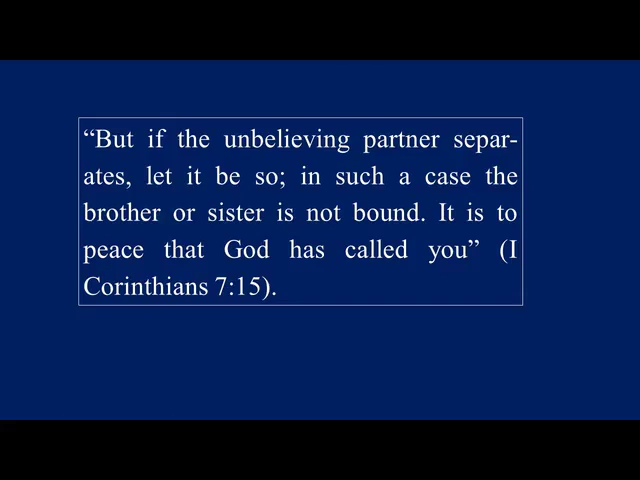 “But if the unbelieving partner separ-
ates, let it be so; in such a case the
brother or sister is not bound. It is to
peace that God has called you” (I
Corinthians 7:15).